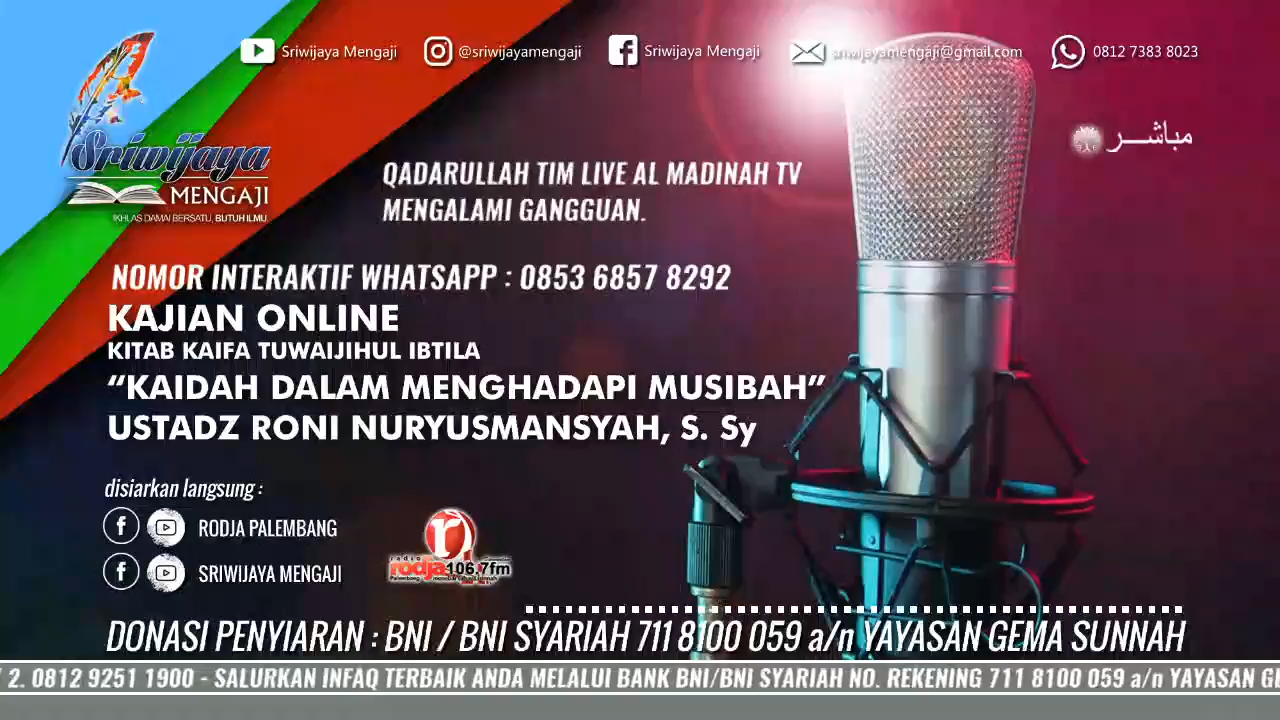 Sriwijaya Mengaji
@sriwijayamengaji
Sriwijaya Mengaji
sriwijayamengaji@gmail.com
0812 7383 8023
Sriwijaya
MENGAJI
IKHLAS DAMAI BERSATU, BUTUH ILMU.
مباشر
QADARULLAH TIM LIVE AL MADINAH TV
MENGALAMI GANGGUAN.
NOMOR INTERAKTIF WHATSAPP : 0853 6857 8292
KAJIAN ONLINE
KITAB KAIFA TUWAIJIHUL IBTILA
“KAIDAH DALAM MENGHADAPI MUSIBAH”
USTADZ RONI NURYUSMANSYAH, S. Sy
disiarkan langsung :
RODJA PALEMBANG
SRIWIJAYA MENGAJI
radio
rodja 106,7fm
Palembang
DONASI PENYIARAN : BNI / BNI SYARIAH 711 8100 059 a/n YAYASAN GEMA SUNNAH
2. 0812 9251 1900 - SALURKAN INFAQ TERBAIK ANDA MELALUI BANK BNI/BNI SYARIAH NO. REKENING 711 8100 059 a/n YAYASAN GE